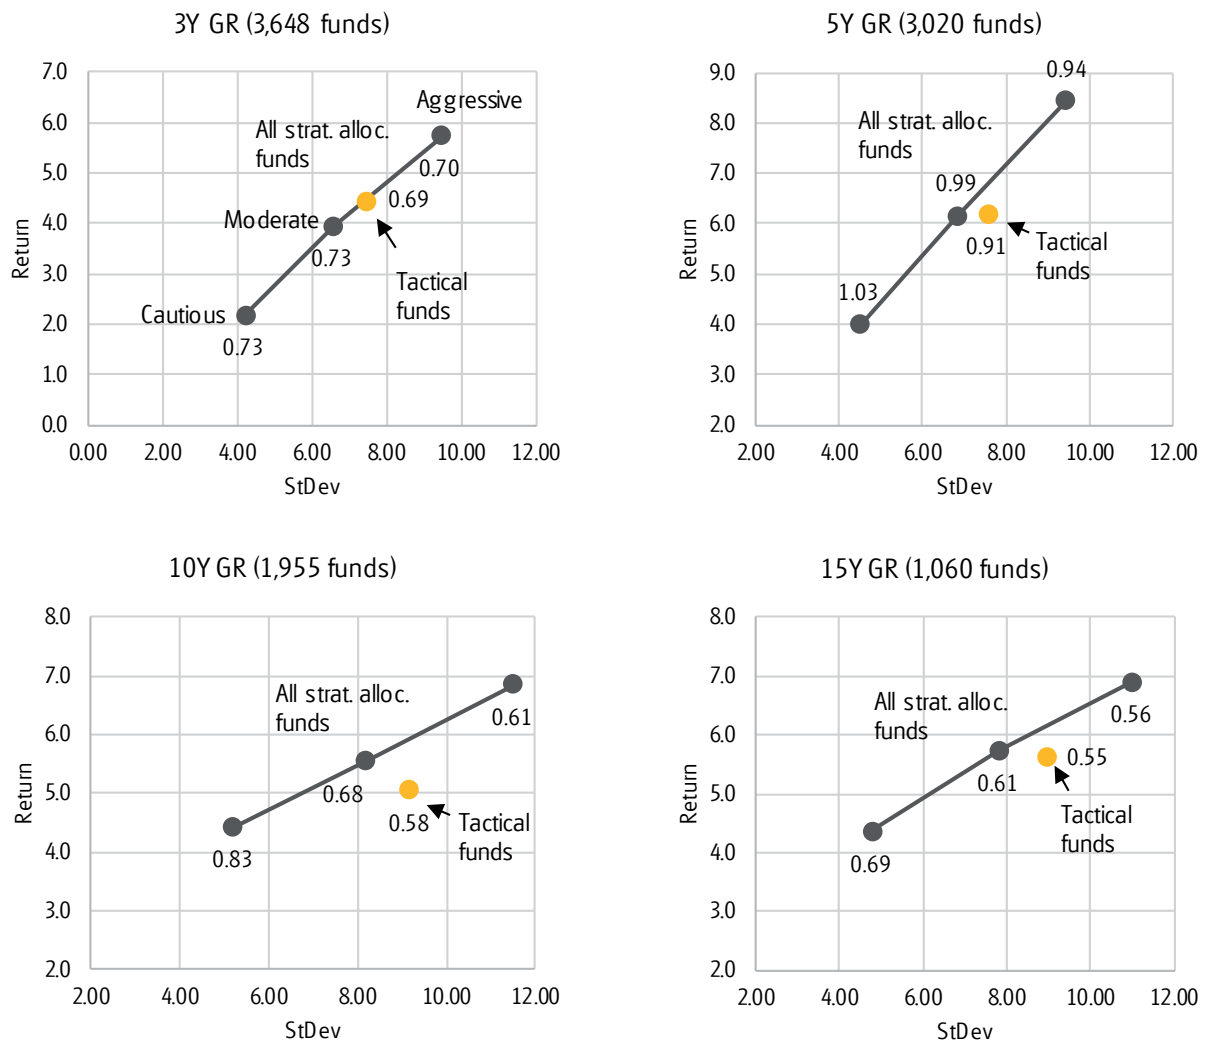 3Y GR (3,648 funds)
7.0
6.0
5.0
4.0
3.0
2.0
1.0
0.0
Return
Aggressive
All strat. alloc.
funds
0.70
0.69
Moderate
0.73
Tactical
funds
Cautious
0.73
0.00
2.00
4.00
6.00
8.00
10.00
12.00
StDev
5Y GR (3,020 funds)
9.0
8.0
7.0
6.0
5.0
4.0
3.0
2.0
Return
0.94
All strat. alloc.
funds
0.99
0.91
Tactical
funds
1.03
2.00
4.00
6.00
8.00
10.00
12.00
StDev
10Y GR (1,955 funds)
8.0
7.0
6.0
5.0
4.0
3.0
2.0
Return
All strat. alloc.
funds
0.61
0.68
0.58
Tactical
funds
0.83
2.00
4.00
6.00
8.00
10.00
12.00
StDev
15Y GR (1,060 funds)
8.0
7.0
6.0
5.0
4.0
3.0
2.0
Return
All strat. alloc.
funds
0.56
0.55
0.61
Tactical
funds
0.69
2.00
4.00
6.00
8.00
10.00
12.00
StDev